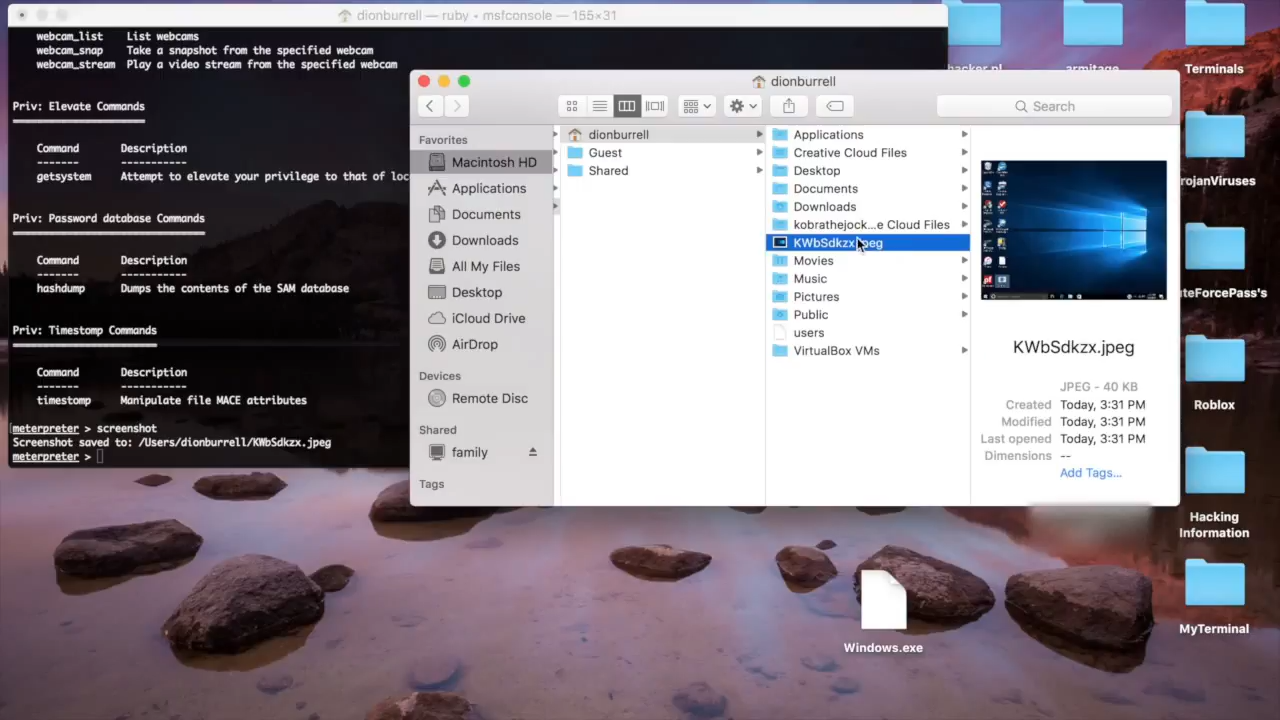 dionburrell — ruby • msfconsole — 155×31
webcam_list List webcams
webcam_snap Take a snapshot from the specified webcam
webcam_stream Play a video stream from the specified webcam
Priv: Elevate Commands
======================
Command Description
------- -----------
getsystem Attempt to elevate your privilege to that of loc
Priv: Password database Commands
================================
Command Description
------- -----------
hashdump Dumps the contents of the SAM database
Priv: Timestomp Commands
========================
Command Description
------- -----------
timestomp Manipulate file MACE attributes
meterpreter > screenshot
Screenshot saved to: /Users/dionburrell/KWbSdkzx.jpeg
meterpreter >
dionburrell
Search
Favorites
Macintosh HD
Applications
Documents
Downloads
All My Files
Desktop
iCloud Drive
AirDrop
Devices
Remote Disc
Shared
family
Tags
dionburrell
Guest
Shared
Applications
Creative Cloud Files
Desktop
Documents
Downloads
kobrathejock...e Cloud Files
KWbSdkzx.jpeg
Movies
Music
Pictures
Public
users
VirtualBox VMs
KWbSdkzx.jpeg
JPEG - 40 KB
Created Today, 3:31 PM
Modified Today, 3:31 PM
Last opened Today, 3:31 PM
Dimensions --
Add Tags...
hacker.pl
armitage
Terminals
rojanViruses
uteForcePass's
Roblox
Hacking
Information
MyTerminal
Windows.exe